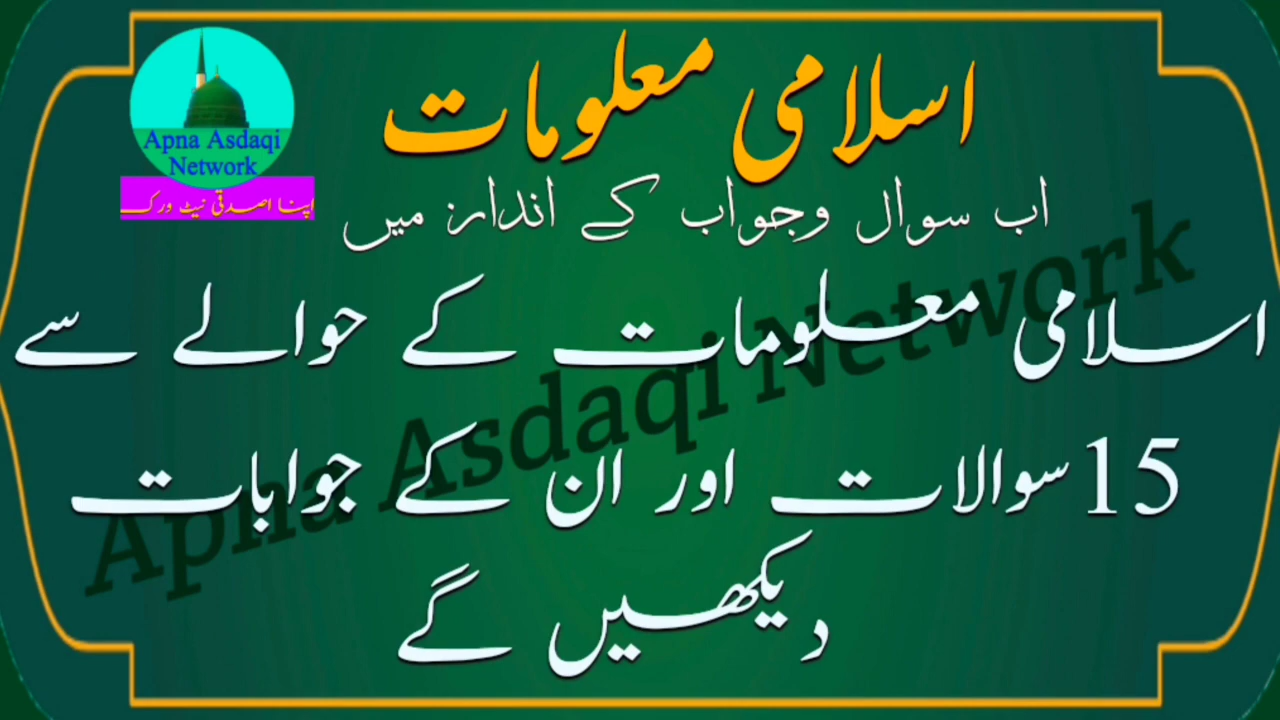 اسلامی معلومات
Apna Asdaqi
Network
اپنا اصدقی نیٹ ورک
اب سوال وجواب کے انداز میں
اسلامی معلومات کے حوالے سے
15 سوالات اور ان کے جوابات
دیکھیں گے
Apna Asdaqi Network